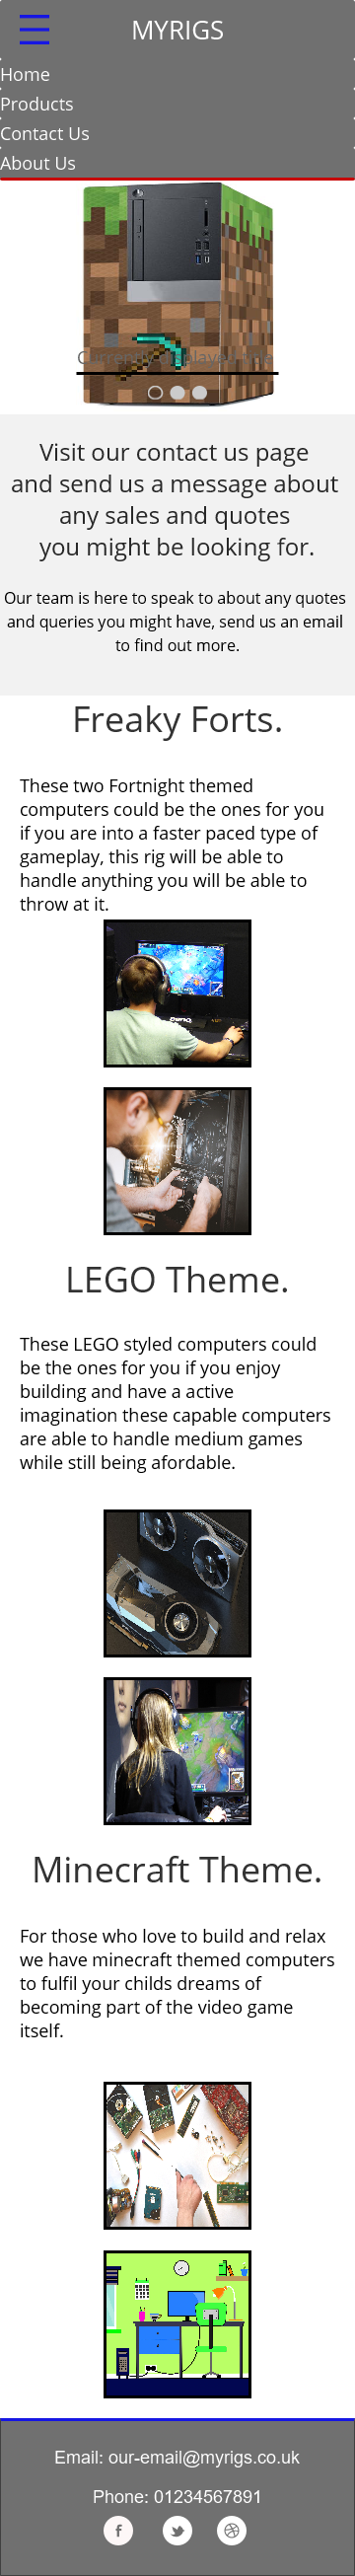 MYRIGS
Home
Products
Contact Us
About Us
Currently displayed title
Visit our contact us page
and send us a message about
any sales and quotes
you might be looking for.
Our team is here to speak to about any quotes
and queries you might have, send us an email
to find out more.
Freaky Forts.
These two Fortnight themed
computers could be the ones for you
if you are into a faster paced type of
gameplay, this rig will be able to
handle anything you will be able to
throw at it.
LEGO Theme.
These LEGO styled computers could
be the ones for you if you enjoy
building and have a active
imagination these capable computers
are able to handle medium games
while still being afordable.
Minecraft Theme.
For those who love to build and relax
we have minecraft themed computers
to fulfil your childs dreams of
becoming part of the video game
itself.
Email: our-email@myrigs.co.uk
Phone: 01234567891